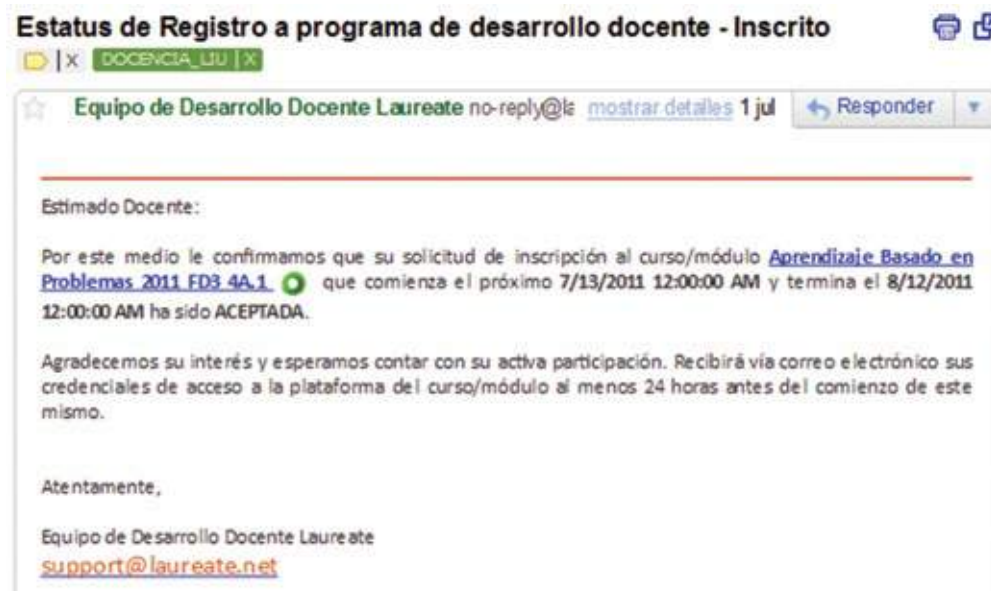 Estatus de Registro a programa de desarrollo docente - Inscrito
| X DOCENCIA_LIU | X
Equipo de Desarrollo Docente Laureate no-reply@la mostrar detalles 1 jul Responder
Estimado Docente:
Por este medio le confirmamos que su solicitud de inscripción al curso/módulo Aprendizaje Basado en
Problemas 2011 FD3 4A.1 que comienza el próximo 7/13/2011 12:00:00 AM y termina el 8/12/2011
12:00:00 AM ha sido ACEPTADA.
Agradecemos su interés y esperamos contar con su activa participación. Recibirá vía correo electrónico sus
credenciales de acceso a la plataforma del curso/módulo al menos 24 horas antes del comienzo de este
mismo.
Atentamente,
Equipo de Desarrollo Docente Laureate
support@laureate.net